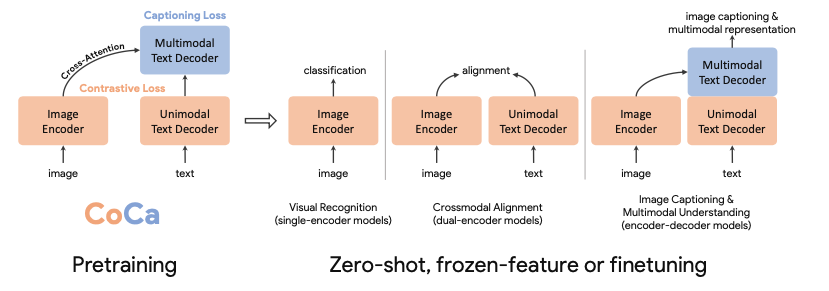 Captioning Loss
Multimodal
Text Decoder
Cross-Attention
Contrastive Loss
Image
Encoder
Unimodal
Text Decoder
image
text
CoCa
Pretraining
classification
Image
Encoder
image
Visual Recognition
(single-encoder models)
alignment
Image
Encoder
Unimodal
Text Decoder
image
text
Crossmodal Alignment
(dual-encoder models)
image captioning &
multimodal representation
Multimodal
Text Decoder
Image
Encoder
Unimodal
Text Decoder
image
text
Image Captioning &
Multimodal Understanding
(encoder-decoder models)
Zero-shot, frozen-feature or finetuning